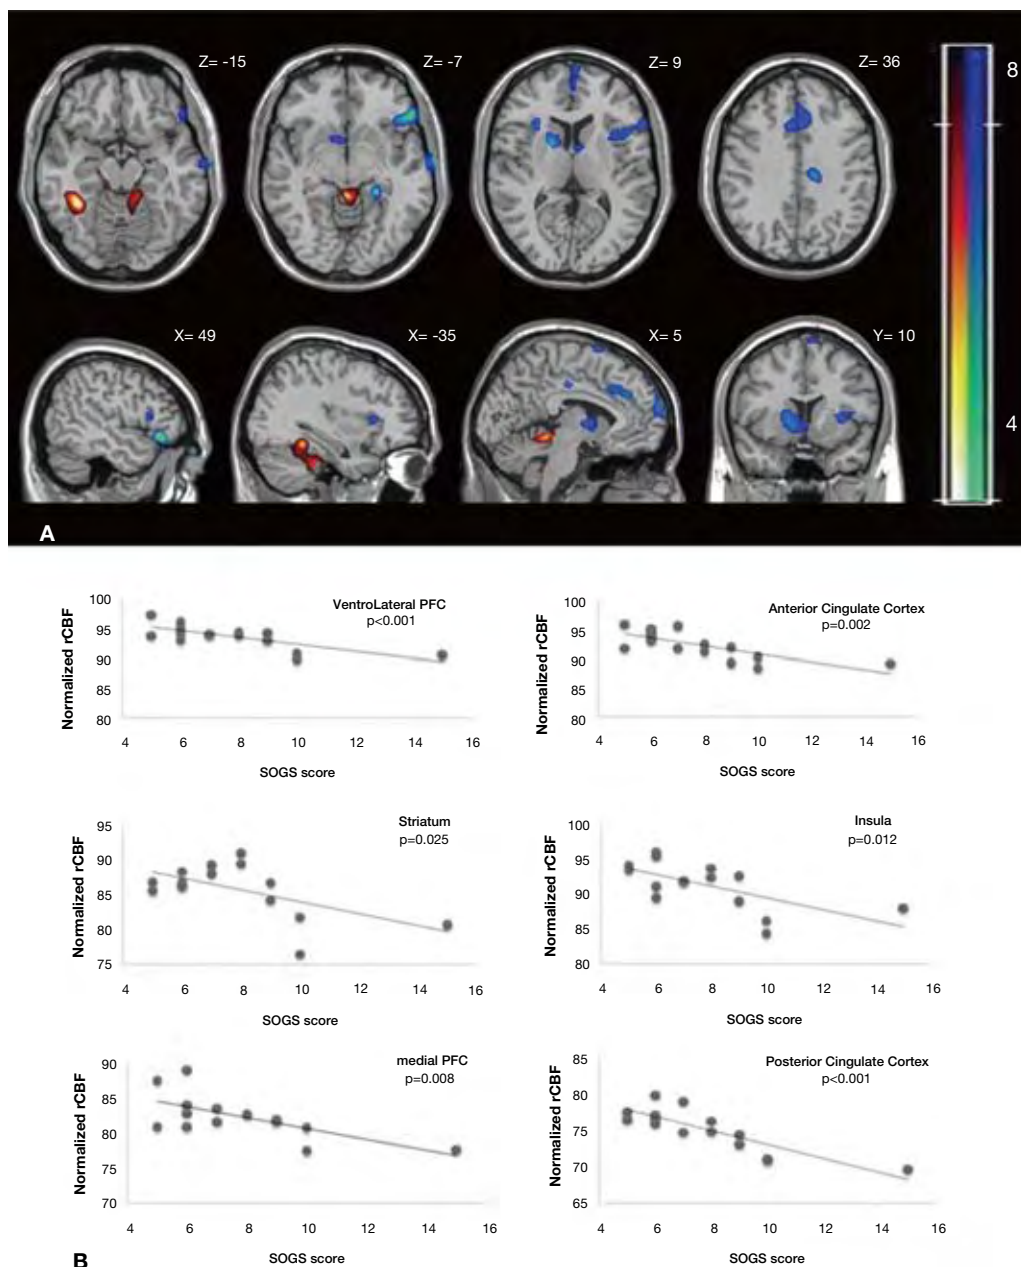 Z= -15
Z= -7
Z= 9
Z= 36
8
X= 49
X= -35
X= 5
Y= 10
4
A
VentroLateral PFC
p<0.001
Normalized rCBF
100
95
90
85
80
4 6 8 10 12 14 16
SOGS score
Anterior Cingulate Cortex
p=0.002
Normalized rCBF
100
95
90
85
80
4 6 8 10 12 14 16
SOGS score
Striatum
p=0.025
Normalized rCBF
95
90
85
80
75
4 6 8 10 12 14 16
SOGS score
Insula
p=0.012
Normalized rCBF
100
95
90
85
80
4 6 8 10 12 14 16
SOGS score
medial PFC
p=0.008
Normalized rCBF
90
85
80
75
70
4 6 8 10 12 14 16
SOGS score
Posterior Cingulate Cortex
p<0.001
Normalized rCBF
85
80
75
70
65
4 6 8 10 12 14 16
SOGS score
B